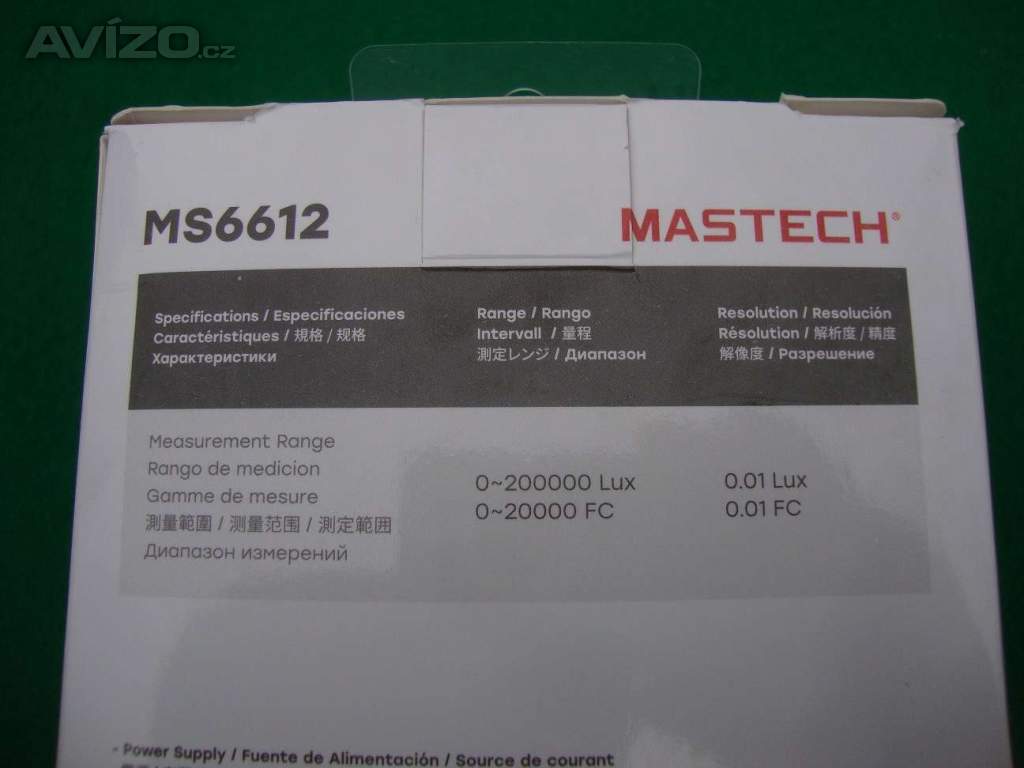 AVÍZO.cz
MS6612
MASTECH®
Specifications / Especificaciones
Caractéristiques / 規格 / 规格
Характеристики
Range / Rango
Intervall / 量程
測定レンジ / Диапазон
Resolution / Resolución
Résolution / 解析度 / 精度
解像度 / Разрешение
Measurement Range
Rango de medicion
Gamme de mesure
測量範圍 / 测量范围 / 測定範囲
Диапазон измерений
0~200000 Lux
0~20000 FC
0.01 Lux
0.01 FC
- Power Supply / Fuente de Alimentación / Source de courant